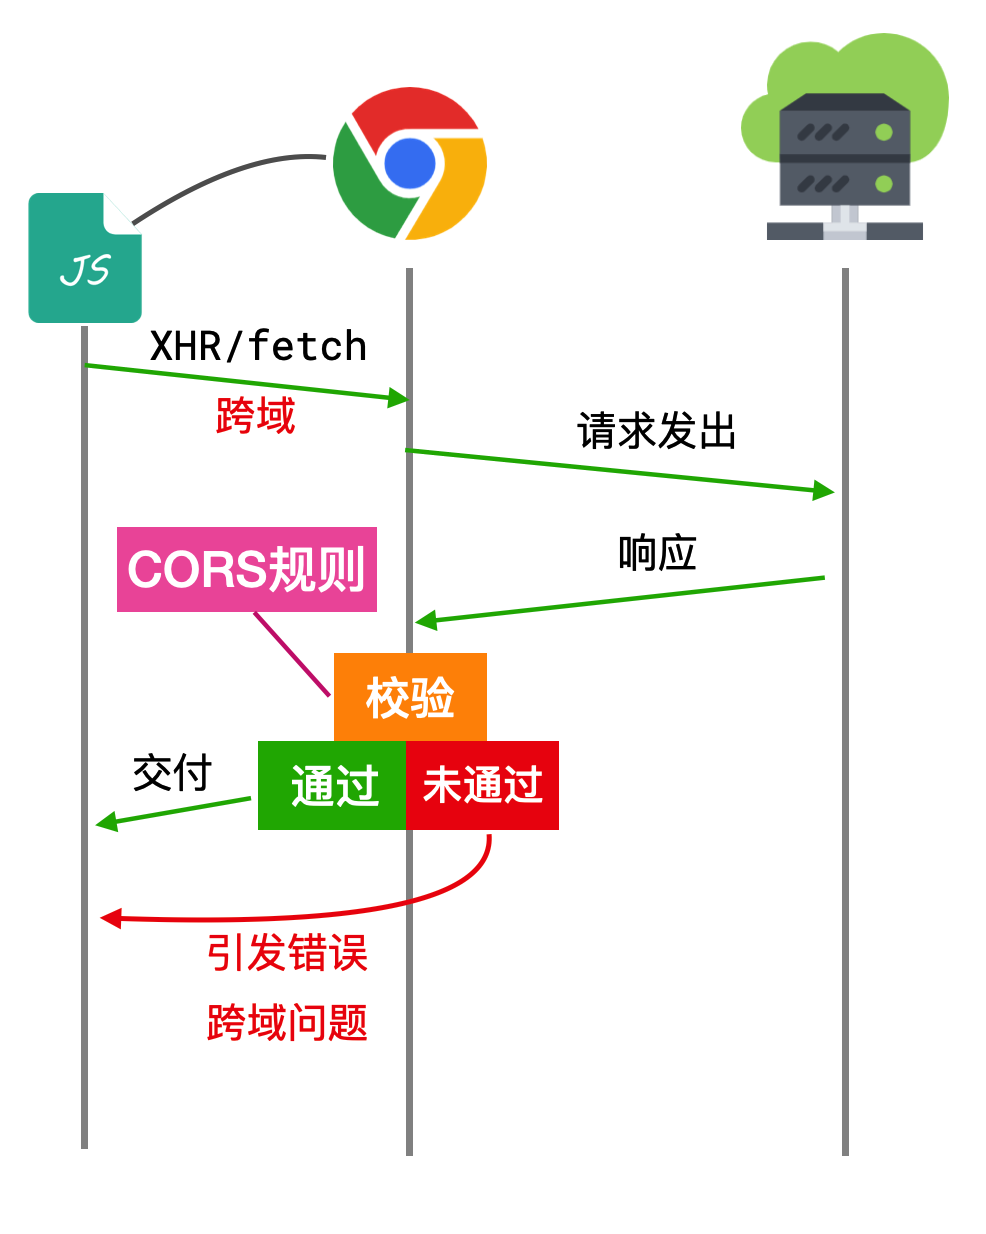 JS
XHR/fetch
跨域
请求发出
响应
CORS规则
校验
通过
未通过
交付
引发错误
跨域问题